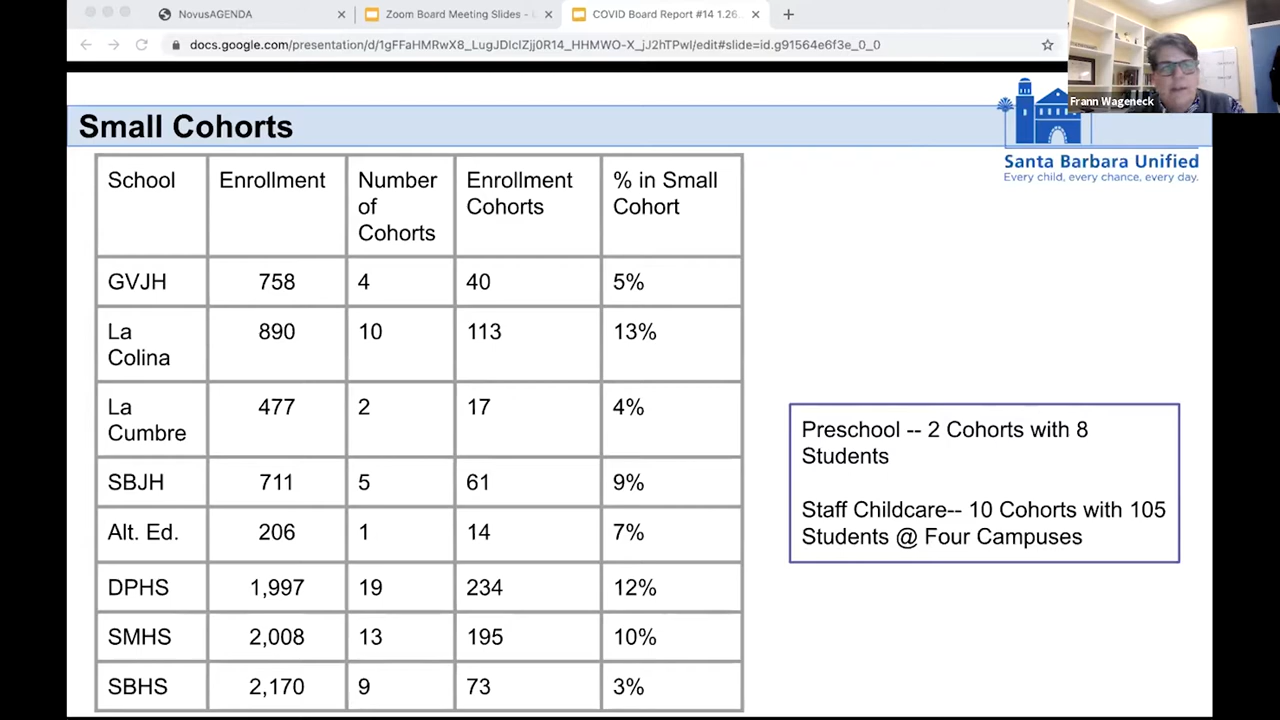 NovusAGENDA
Zoom Board Meeting Slides -
COVID Board Report #14 1.26.
docs.google.com/presentation/d/1gFFaHMRwX8_LugJDIcIZjj0R14_HHMWO-X_jJ2hTPwI/edit#slide=id.g91564e6f3e_0_0
Frann Wageneck
Small Cohorts
Santa Barbara Unified
Every child, every chance, every day.
School Enrollment Number of Cohorts Enrollment Cohorts % in Small Cohort
GVJH 758 4 40 5%
La Colina 890 10 113 13%
La Cumbre 477 2 17 4%
SBJH 711 5 61 9%
Alt. Ed. 206 1 14 7%
DPHS 1,997 19 234 12%
SMHS 2,008 13 195 10%
SBHS 2,170 9 73 3%
Preschool -- 2 Cohorts with 8
Students
Staff Childcare-- 10 Cohorts with 105
Students @ Four Campuses